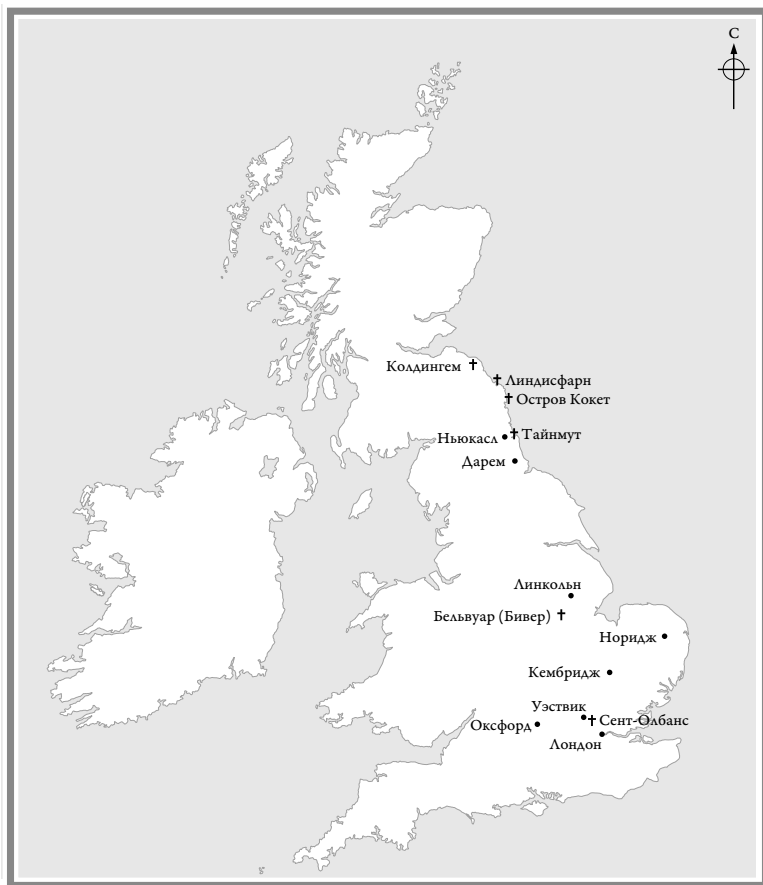 С
Колдингем
Линдисфарн
Остров Кокет
Ньюкасл
Тайнмут
Дарем
Линкольн
Бельвуар (Бивер)
Норидж
Кембридж
Уэствик
Сент-Олбанс
Оксфорд
Лондон